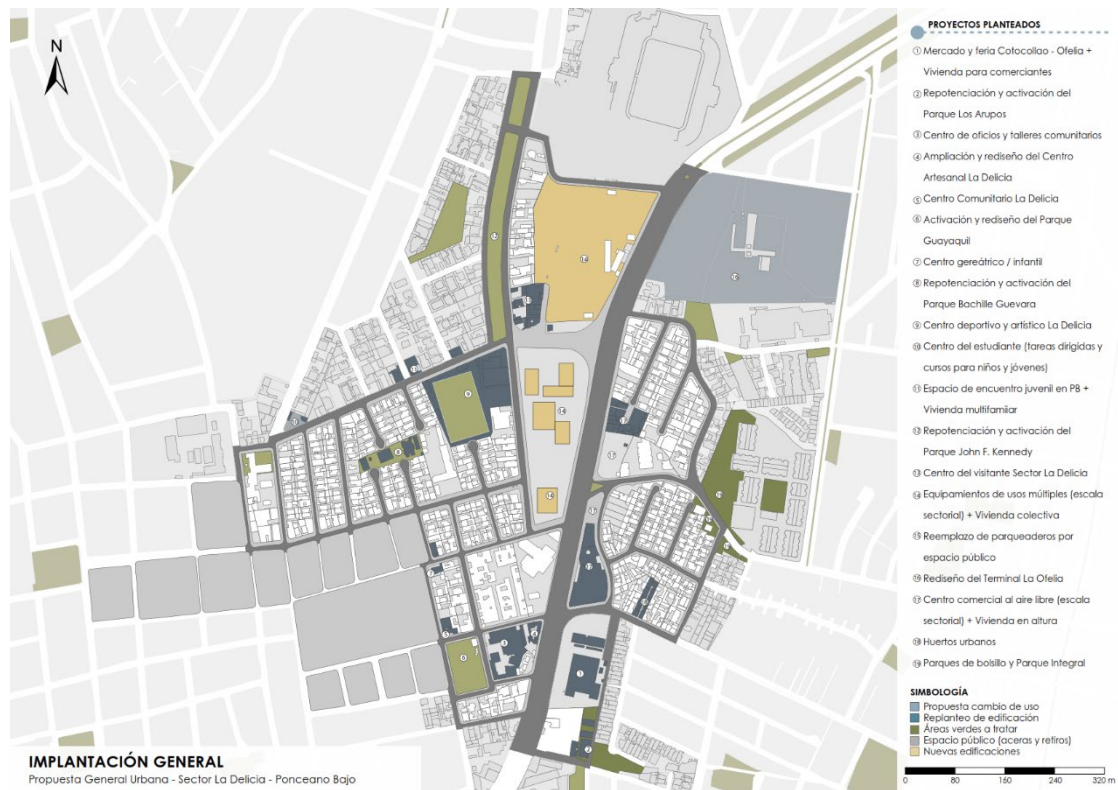 N
PROYECTOS PLANTEADOS
① Mercado y feria Cotocollao - Ofelia +
Vivienda para comerciantes
② Repotenciación y activación del
Parque Los Arupos
③ Centro de oficios y talleres comunitarios
④ Ampliación y rediseño del Centro
Artesanal La Delicia
⑤ Centro Comunitario La Delicia
⑥ Activación y rediseño del Parque
Guayaquil
⑦ Centro gereátrico / infantil
⑧ Repotenciación y activación del
Parque Bachille Guevara
⑨ Centro deportivo y artístico La Delicia
⑩ Centro del estudiante (tareas dirigidas y
cursos para niños y jóvenes)
⑪ Espacio de encuentro juvenil en PB +
Vivienda multifamiiar
⑫ Repotenciación y activación del
Parque John F. Kennedy
⑬ Centro del visitante Sector La Delicia
⑭ Equipamientos de usos múltiples (escala
sectorial) + Vivienda colectiva
⑮ Reemplazo de parqueaderos por
espacio público
⑯ Rediseño del Terminal La Ofelia
⑰ Centro comercial al aire libre (escala
sectorial) + Vivienda en altura
⑱ Huertos urbanos
⑲ Parques de bolsillo y Parque Integral
SIMBOLOGÍA
Propuesta cambio de uso
Replanteo de edificación
Áreas verdes a tratar
Espacio público (aceras y retiros)
Nuevas edificaciones
0 80 160 240 320 m
IMPLANTACIÓN GENERAL
Propuesta General Urbana - Sector La Delicia - Ponceano Bajo